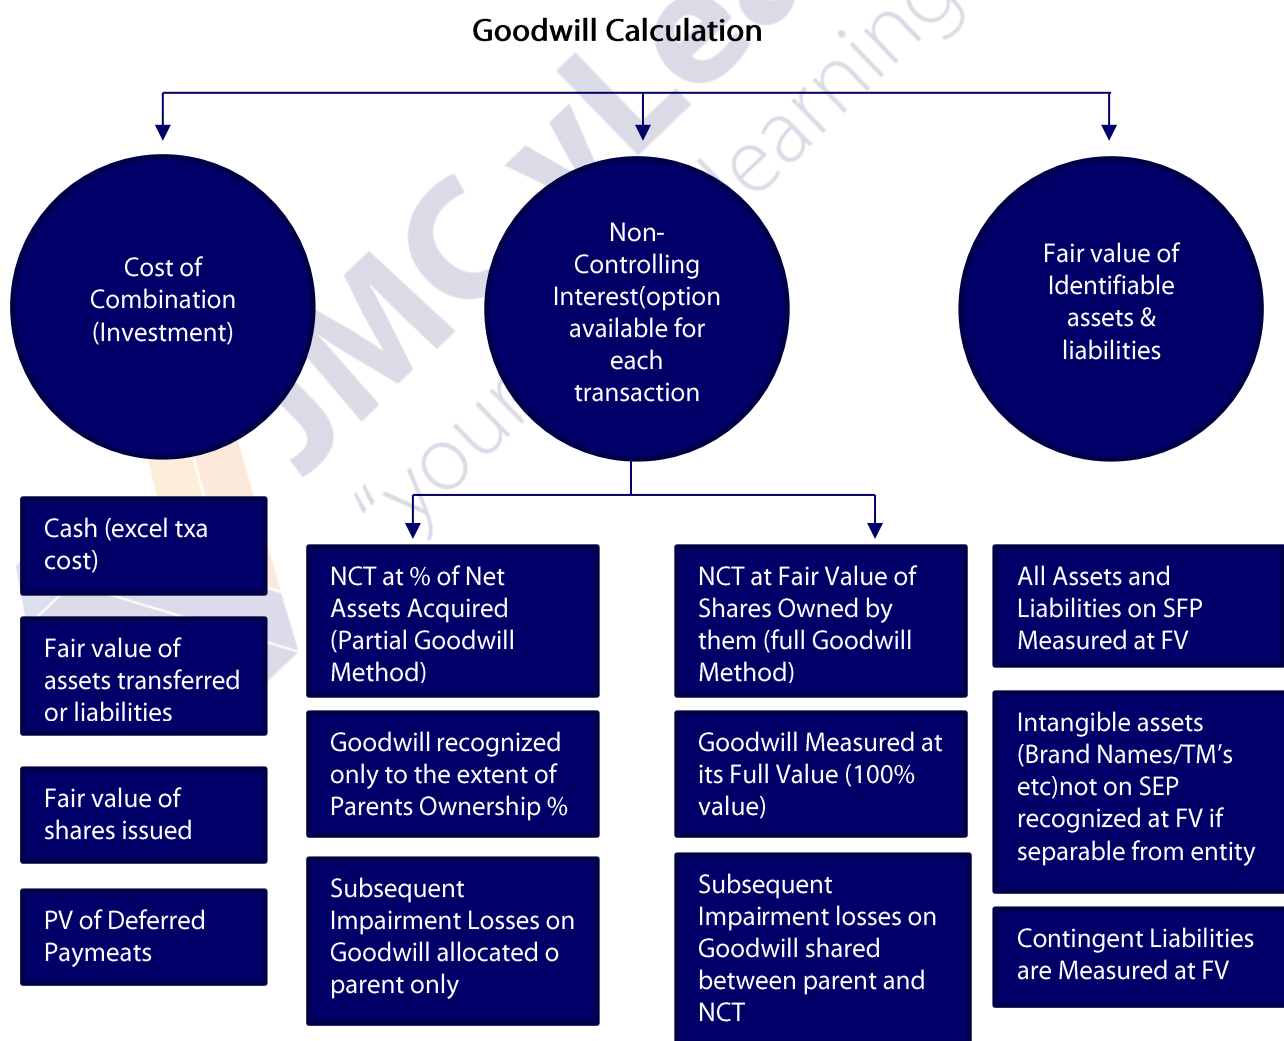 Goodwill Calculation
Cost of
Combination
(Investment)
Non-
Controlling
Interest(option
available for
each
transaction
Fair value of
Identifiable
assets &
liabilities
Cash (excel txa
cost)
Fair value of
assets transferred
or liabilities
Fair value of
shares issued
PV of Deferred
Paymeats
NCT at % of Net
Assets Acquired
(Partial Goodwill
Method)
Goodwill recognized
only to the extent of
Parents Ownership %
Subsequent
Impairment Losses on
Goodwill allocated o
parent only
NCT at Fair Value of
Shares Owned by
them (full Goodwill
Method)
Goodwill Measured at
its Full Value (100%
value)
Subsequent
Impairment losses on
Goodwill shared
between parent and
NCT
All Assets and
Liabilities on SFP
Measured at FV
Intangible assets
(Brand Names/TM’s
etc)not on SEP
recognized at FV if
separable from entity
Contingent Liabilities
are Measured at FV
JMC
“your
learning